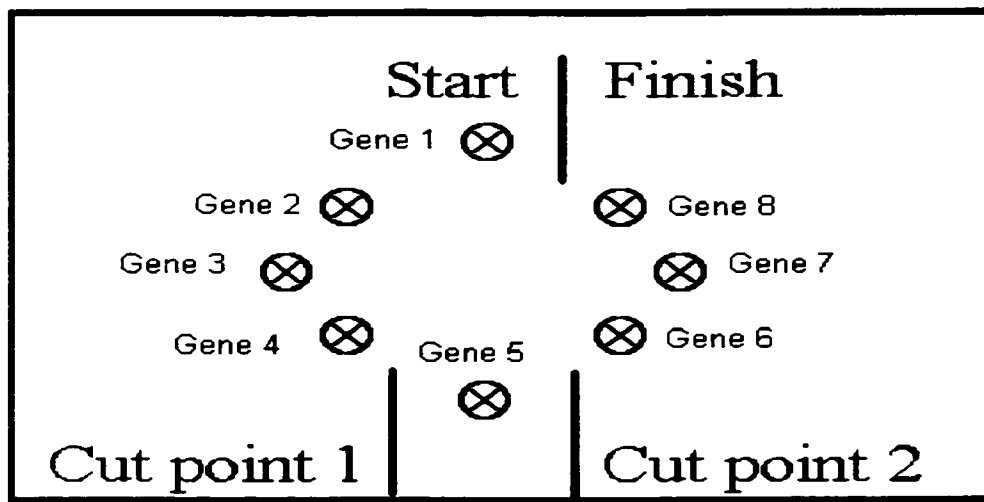 Start Finish
Gene 1
Gene 2 Gene 8
Gene 3 Gene 7
Gene 4 Gene 5 Gene 6
Cut point 1 Cut point 2